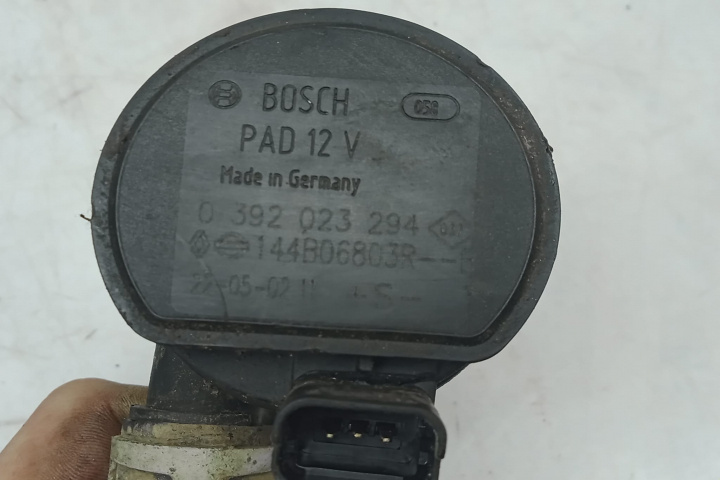 BOSCH
PAD 12 V
Made in Germany
0 392 023 294
144B06803R--